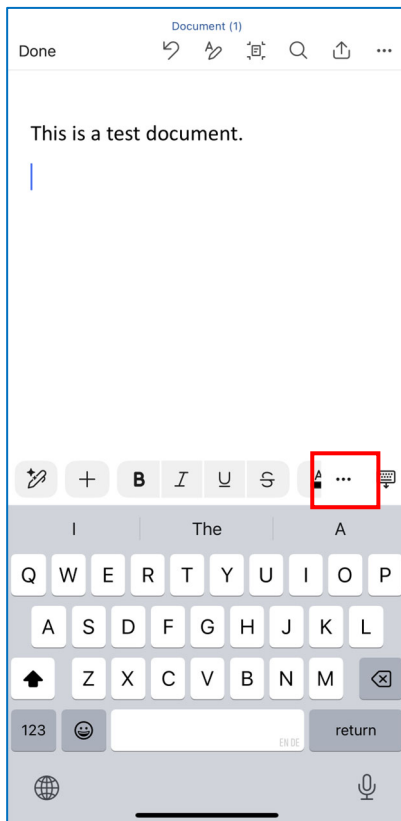 Document (1)
Done
This is a test document.
B I U S A
I The A
Q W E R T Y U I O P
A S D F G H J K L
Z X C V B N M
123 return
EN DE